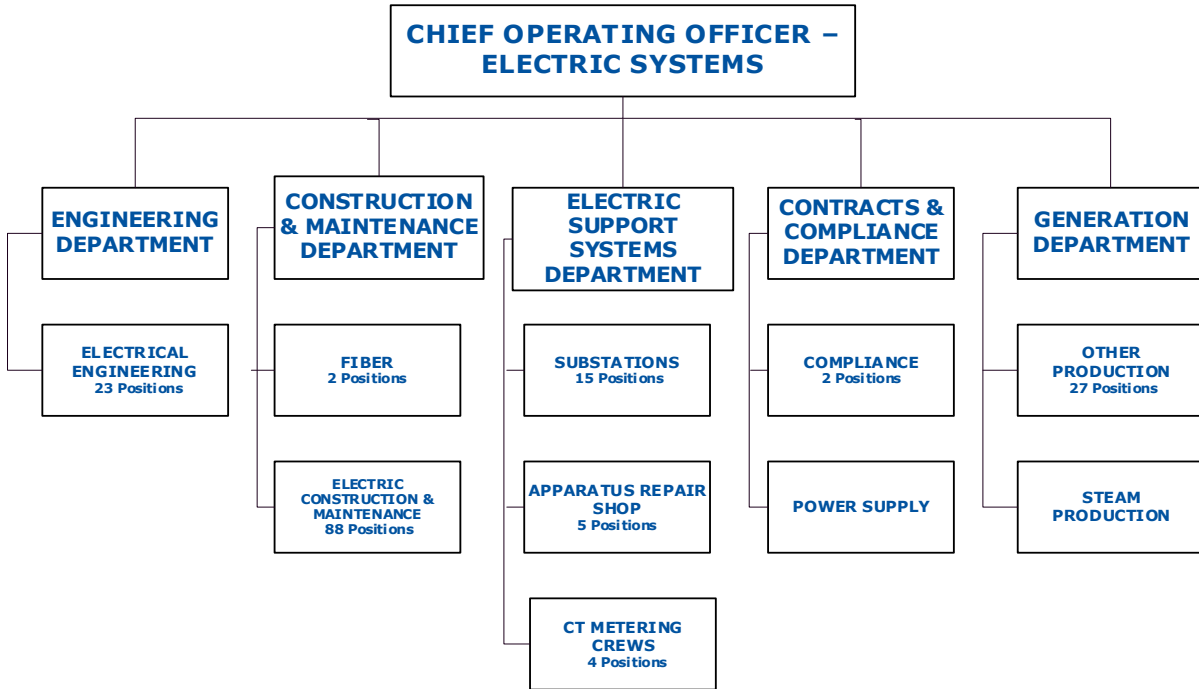 CHIEF OPERATING OFFICER –
ELECTRIC SYSTEMS
ENGINEERING
DEPARTMENT
CONSTRUCTION
& MAINTENANCE
DEPARTMENT
ELECTRIC
SUPPORT
SYSTEMS
DEPARTMENT
CONTRACTS &
COMPLIANCE
DEPARTMENT
GENERATION
DEPARTMENT
ELECTRICAL
ENGINEERING
23 Positions
FIBER
2 Positions
SUBSTATIONS
15 Positions
COMPLIANCE
2 Positions
OTHER
PRODUCTION
27 Positions
ELECTRIC
CONSTRUCTION &
MAINTENANCE
88 Positions
APPARATUS REPAIR
SHOP
5 Positions
POWER SUPPLY
STEAM
PRODUCTION
CT METERING
CREWS
4 Positions